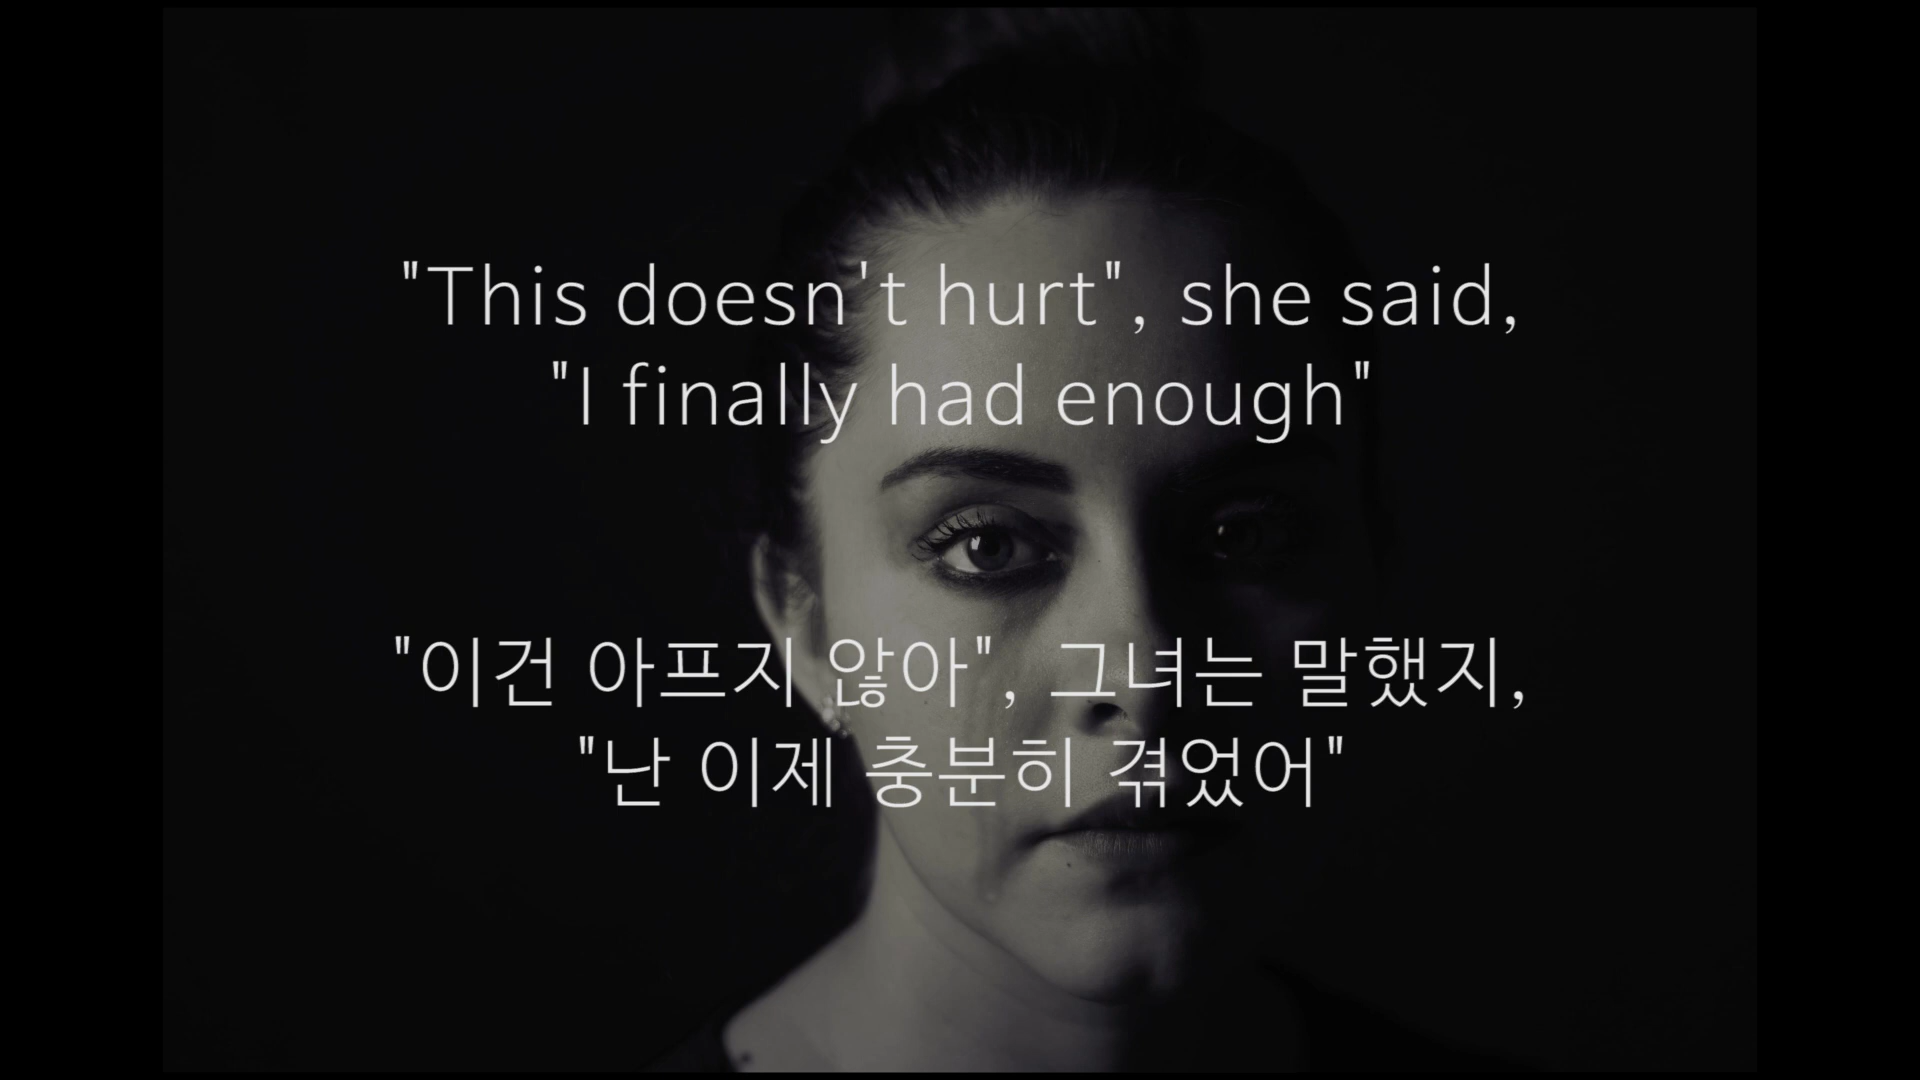 "This doesn't hurt", she said,
"I finally had enough"
"이건 아프지 않아", 그녀는 말했지,
"난 이제 충분히 겪었어"